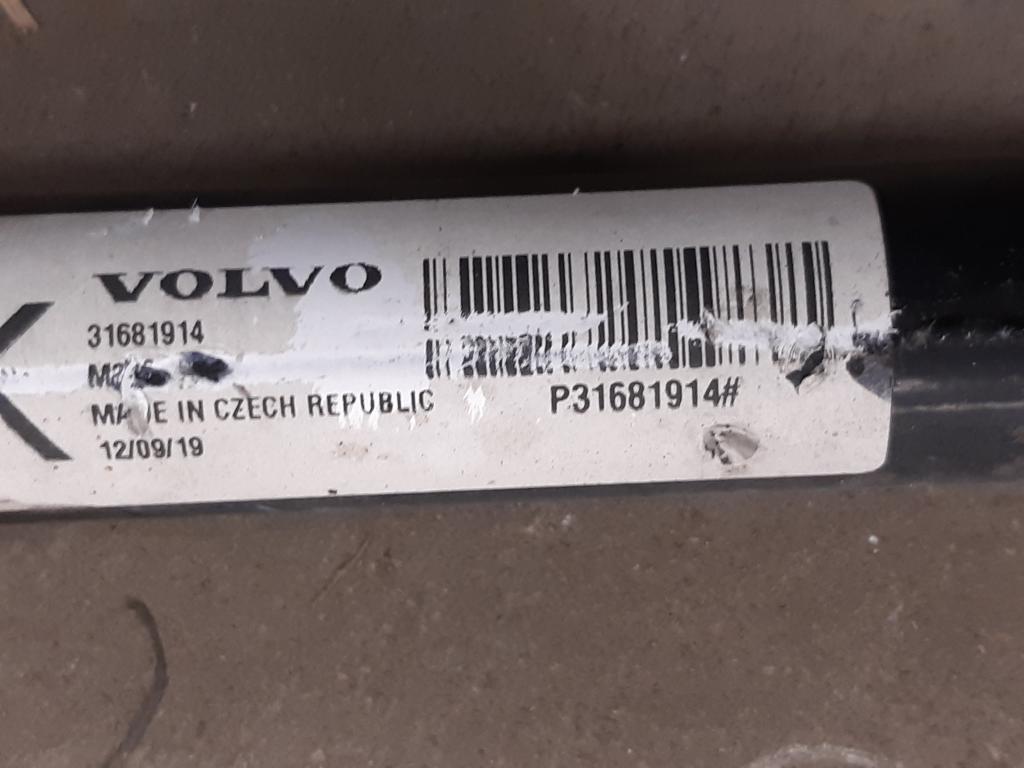 VOLVO
31681914
MADE IN CZECH REPUBLIC
12/09/19
P31681914#